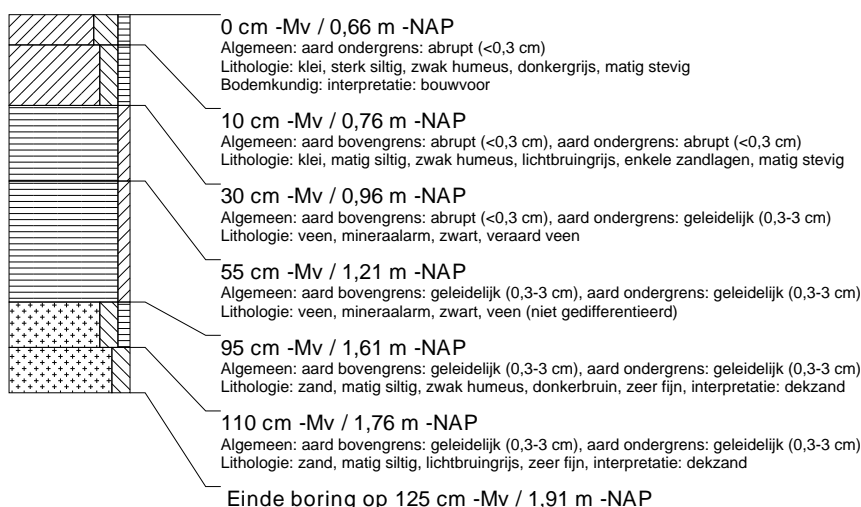 0 cm -Mv / 0,66 m -NAP
Algemeen: aard ondergrens: abrupt (<0,3 cm)
Lithologie: klei, sterk siltig, zwak humeus, donkergrijs, matig stevig
Bodemkundig: interpretatie: bouwvoor
10 cm -Mv / 0,76 m -NAP
Algemeen: aard bovengrens: abrupt (<0,3 cm), aard ondergrens: abrupt (<0,3 cm)
Lithologie: klei, matig siltig, zwak humeus, lichtbruingrijs, enkele zandlagen, matig stevig
30 cm -Mv / 0,96 m -NAP
Algemeen: aard bovengrens: abrupt (<0,3 cm), aard ondergrens: geleidelijk (0,3-3 cm)
Lithologie: veen, mineraalarm, zwart, veraard veen
55 cm -Mv / 1,21 m -NAP
Algemeen: aard bovengrens: geleidelijk (0,3-3 cm), aard ondergrens: geleidelijk (0,3-3 cm)
Lithologie: veen, mineraalarm, zwart, veen (niet gedifferentieerd)
95 cm -Mv / 1,61 m -NAP
Algemeen: aard bovengrens: geleidelijk (0,3-3 cm), aard ondergrens: geleidelijk (0,3-3 cm)
Lithologie: zand, matig siltig, zwak humeus, donkerbruin, zeer fijn, interpretatie: dekzand
110 cm -Mv / 1,76 m -NAP
Algemeen: aard bovengrens: geleidelijk (0,3-3 cm), aard ondergrens: geleidelijk (0,3-3 cm)
Lithologie: zand, matig siltig, lichtbruingrijs, zeer fijn, interpretatie: dekzand
Einde boring op 125 cm -Mv / 1,91 m -NAP